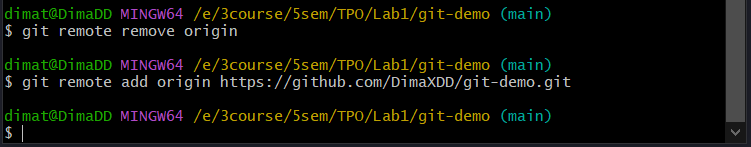 dimat@DimaDD MINGW64 /e/3course/5sem/TPO/Lab1/git-demo (main)
$ git remote remove origin
dimat@DimaDD MINGW64 /e/3course/5sem/TPO/Lab1/git-demo (main)
$ git remote add origin https://github.com/DimaXDD/git-demo.git
dimat@DimaDD MINGW64 /e/3course/5sem/TPO/Lab1/git-demo (main)
$